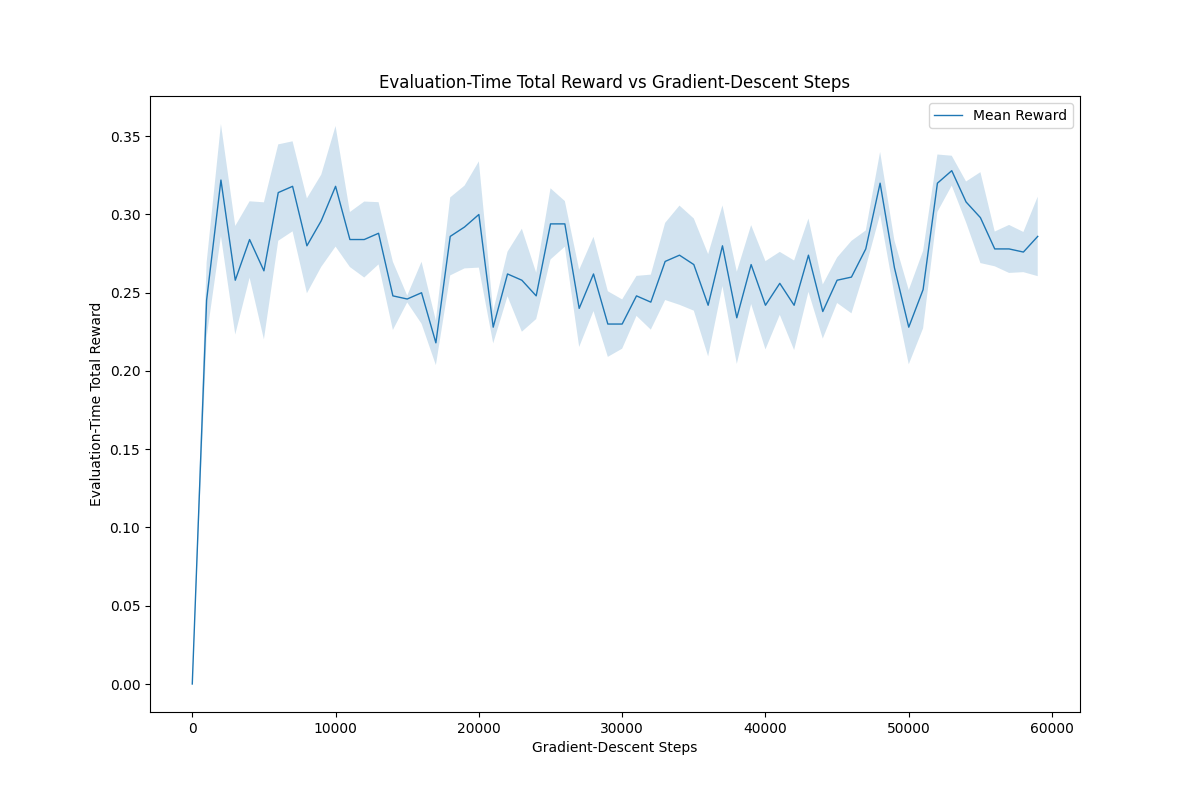 Evaluation-Time Total Reward vs Gradient-Descent Steps
Mean Reward
Evaluation-Time Total Reward
0.35
0.30
0.25
0.20
0.15
0.10
0.05
0.00
0 10000 20000 30000 40000 50000 60000
Gradient-Descent Steps